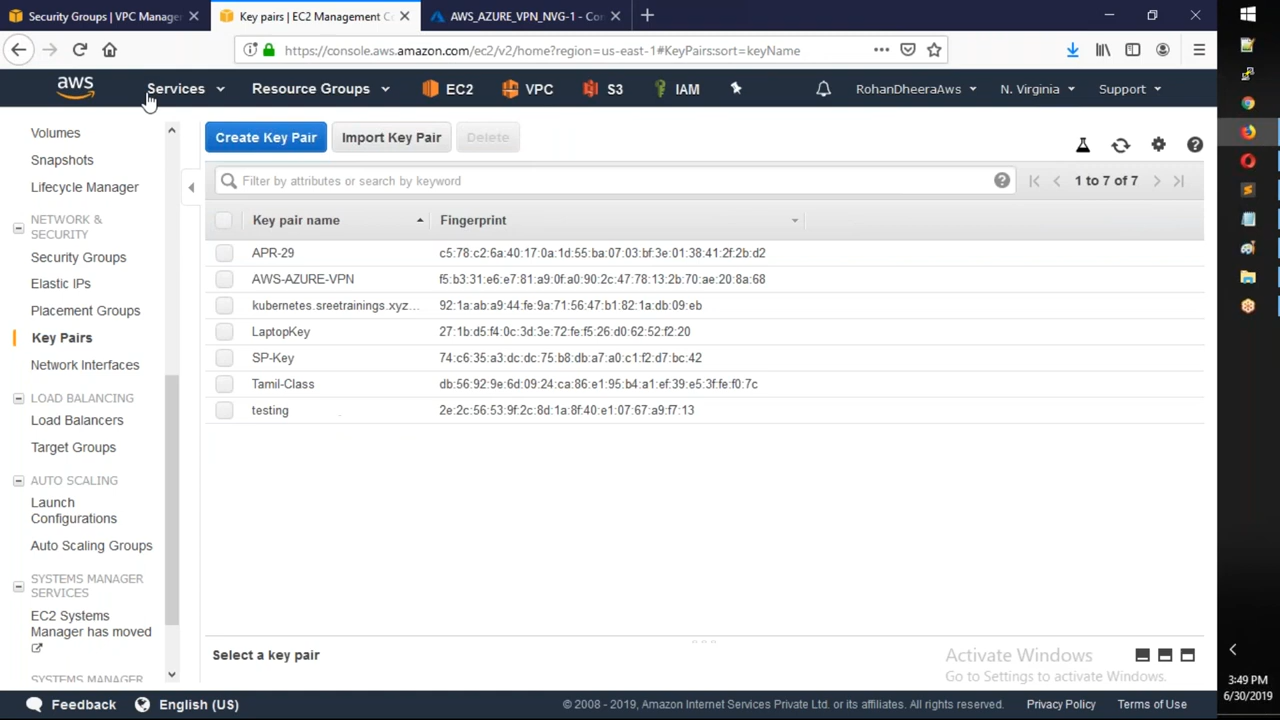 Security Groups | VPC Manager
Key pairs | EC2 Management Co
AWS_AZURE_VPN_NVG-1 - Con
https://console.aws.amazon.com/ec2/v2/home?region=us-east-1#KeyPairs:sort=keyName
aws
Services
Resource Groups
EC2
VPC
S3
IAM
RohanDheeraAws
N. Virginia
Support
Volumes
Snapshots
Lifecycle Manager
NETWORK &
SECURITY
Security Groups
Elastic IPs
Placement Groups
Key Pairs
Network Interfaces
LOAD BALANCING
Load Balancers
Target Groups
AUTO SCALING
Launch
Configurations
Auto Scaling Groups
SYSTEMS MANAGER
SERVICES
EC2 Systems
Manager has moved
SYSTEMS MANAGER
Create Key Pair
Import Key Pair
Delete
Filter by attributes or search by keyword
1 to 7 of 7
Key pair name
Fingerprint
APR-29 c5:78:c2:6a:40:17:0a:1d:55:ba:07:03:bf:3e:01:38:41:2f:2b:d2
AWS-AZURE-VPN f5:b3:31:e6:e7:81:a9:0f:a0:90:2c:47:78:13:2b:70:ae:20:8a:68
kubernetes.sreetrainings.xyz... 92:1a:ab:a9:44:fe:9a:71:56:47:b1:82:1a:db:09:eb
LaptopKey 27:1b:d5:f4:0c:3d:3e:72:fe:f5:26:d0:62:52:f2:20
SP-Key 74:c6:35:a3:dc:dc:75:b8:db:a7:a0:c1:f2:d7:bc:42
Tamil-Class db:56:92:9e:6d:09:24:ca:86:e1:95:b4:a1:ef:39:e5:3f:fe:f0:7c
testing 2e:2c:56:53:9f:2c:8d:1a:8f:40:e1:07:67:a9:f7:13
Select a key pair
Activate Windows
Go to Settings to activate Windows.
Feedback
English (US)
© 2008 - 2019, Amazon Internet Services Private Ltd. or its affiliates. All rights reserved.
Privacy Policy
Terms of Use
3:49 PM
6/30/2019